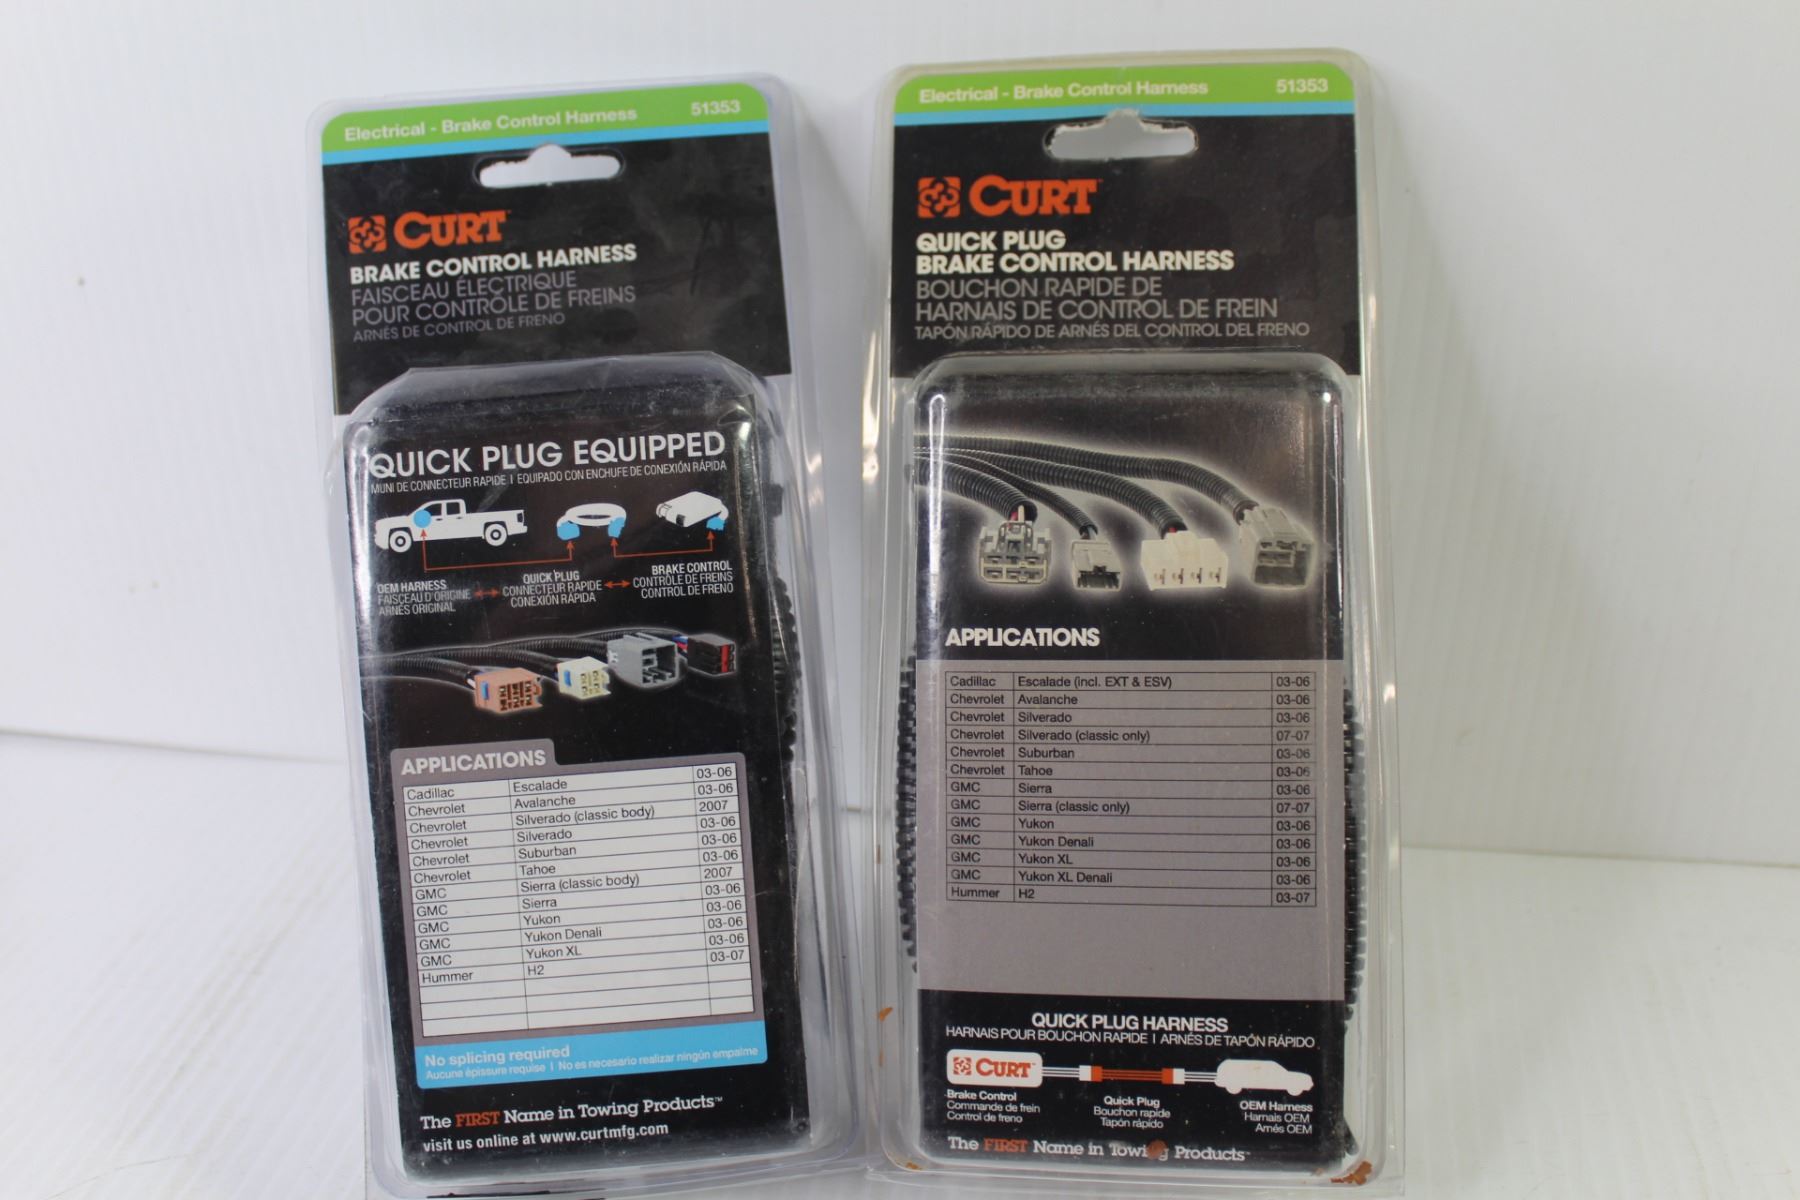 Electrical - Brake Control Harness 51353
CURT
BRAKE CONTROL HARNESS
FAISCEAU ÉLECTRIQUE
POUR CONTRÔLE DE FREINS
ARNÉS DE CONTROL DE FRENO
QUICK PLUG EQUIPPED
MUNI DE CONNECTEUR RAPIDE | EQUIPADO CON ENCHUFE DE CONEXIÓN RÁPIDA
OEM HARNESS
FAISCEAU D'ORIGINE
ARNÉS ORIGINAL
QUICK PLUG
CONNECTEUR RAPIDE
CONEXIÓN RÁPIDA
BRAKE CONTROL
CONTRÔLE DE FREINS
CONTROL DE FRENO
APPLICATIONS
Cadillac Escalade 03-06
Chevrolet Avalanche 03-06
Chevrolet Silverado (classic body) 2007
Chevrolet Silverado 03-06
Chevrolet Suburban 03-06
Chevrolet Tahoe 03-06
GMC Sierra (classic body) 2007
GMC Sierra 03-06
GMC Yukon 03-06
GMC Yukon Denali 03-06
GMC Yukon XL 03-06
Hummer H2 03-07
No splicing required
Aucune épissure requise | No es necesario realizar ningún empalme
The FIRST Name in Towing Products™
visit us online at www.curtmfg.com
Electrical - Brake Control Harness 51353
CURT
QUICK PLUG
BRAKE CONTROL HARNESS
BOUCHON RAPIDE DE
HARNAIS DE CONTROL DE FREIN
TAPÓN RÁPIDO DE ARNÉS DEL CONTROL DEL FRENO
APPLICATIONS
Cadillac Escalade (incl. EXT & ESV) 03-06
Chevrolet Avalanche 03-06
Chevrolet Silverado 03-06
Chevrolet Silverado (classic only) 07-07
Chevrolet Suburban 03-06
Chevrolet Tahoe 03-06
GMC Sierra 03-06
GMC Sierra (classic only) 07-07
GMC Yukon 03-06
GMC Yukon Denali 03-06
GMC Yukon XL 03-06
GMC Yukon XL Denali 03-06
Hummer H2 03-07
QUICK PLUG HARNESS
HARNAIS POUR BOUCHON RAPIDE | ARNÉS DE TAPÓN RÁPIDO
CURT
Brake Control
Commande de frein
Control de freno
Quick Plug
Bouchon rapide
Tapón rápido
OEM Harness
Harnais OEM
Arnés OEM
The FIRST Name in Towing Products™